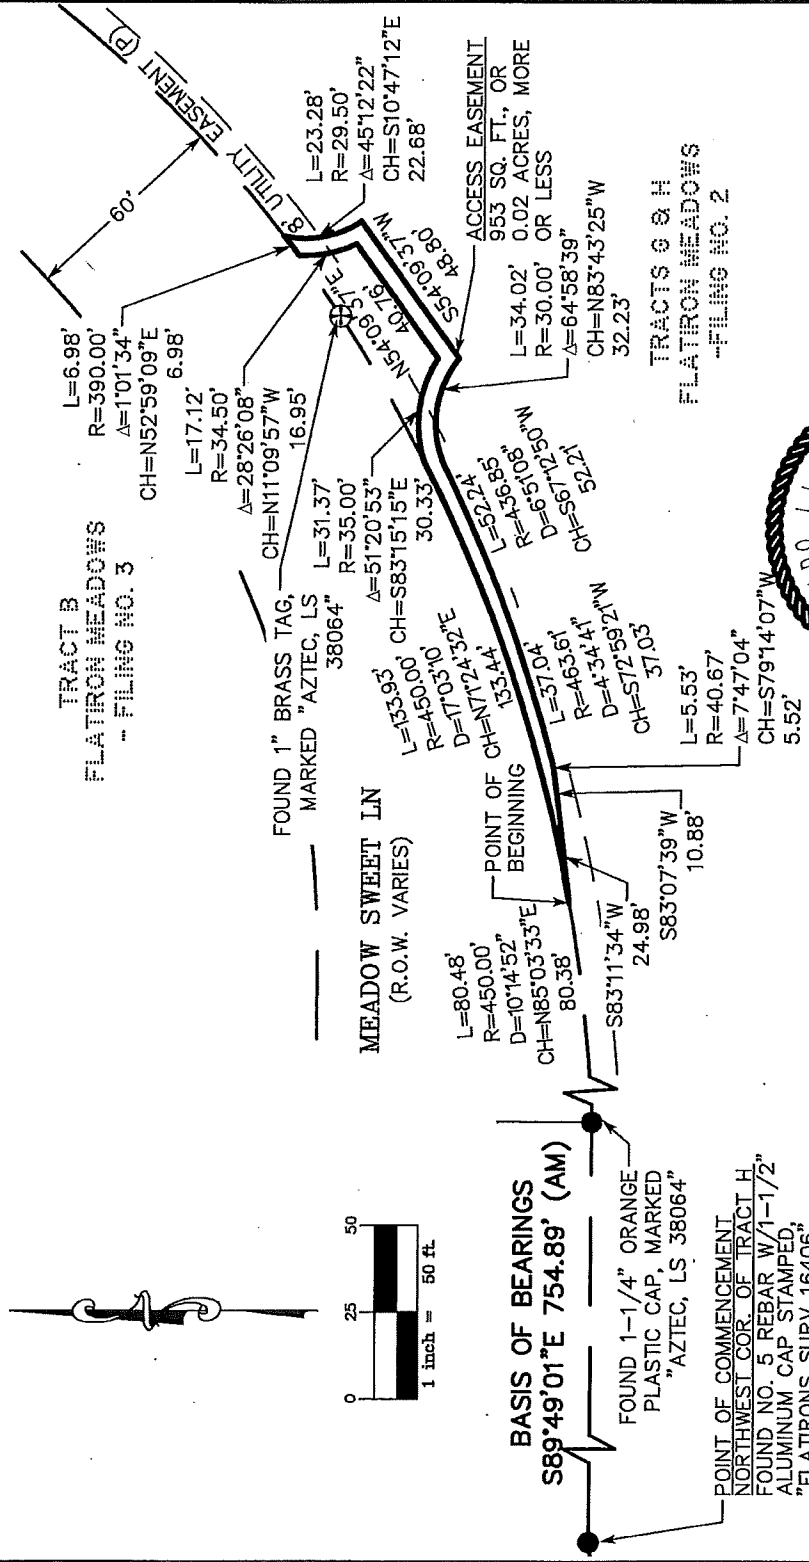 TRACT B
FLATIRON MEADOWS
- FILING NO. 3
L=6.98'
R=390.00'
Δ=1°01'34"
CH=N52°59'09"E
6.98'
60'
8' UTILITY EASEMENT (P)
L=23.28'
R=29.50'
Δ=45°12'22"
CH=S10°47'12"E
22.68'
L=17.12'
R=34.50'
Δ=28°26'08"
CH=N11°09'57"W
16.95'
FOUND 1" BRASS TAG,
MARKED "AZTEC, LS
38064"
N54°09'37"E
40.76'
S54°09'37"W
48.80'
ACCESS EASEMENT
953 SQ. FT., OR
0.02 ACRES, MORE
OR LESS
L=31.37'
R=35.00'
Δ=51°20'53"
CH=S83°15'15"E
30.33'
L=34.02'
R=30.00'
Δ=64°58'39"
CH=N83°43'25"W
32.23'
TRACTS G & H
FLATIRON MEADOWS
-FILING NO. 2
MEADOW SWEET LN
(R.O.W. VARIES)
L=133.93'
R=450.00'
D=17°03'10"
CH=N71°24'32"E
133.44'
L=52.24'
R=436.85'
D=6°51'08"
CH=S67°12'50"W
52.21'
L=37.04'
R=463.61'
D=4°34'41"
CH=S72°59'21"W
37.03'
L=5.53'
R=40.67'
Δ=7°47'04"
CH=S79°14'07"W
5.52'
POINT OF
BEGINNING
S83°07'39"W
10.88'
S83°11'34"W
24.98'
L=80.48'
R=450.00'
D=10°14'52"
CH=N85°03'33"E
80.38'
0 25 50
1 inch = 50 ft.
BASIS OF BEARINGS
S89°49'01"E 754.89' (AM)
FOUND 1-1/4" ORANGE
PLASTIC CAP, MARKED
"AZTEC, LS 38064"
POINT OF COMMENCEMENT
NORTHWEST COR. OF TRACT H
FOUND NO. 5 REBAR W/1-1/2"
ALUMINUM CAP STAMPED,
"FLATIRONS SURV 16406"